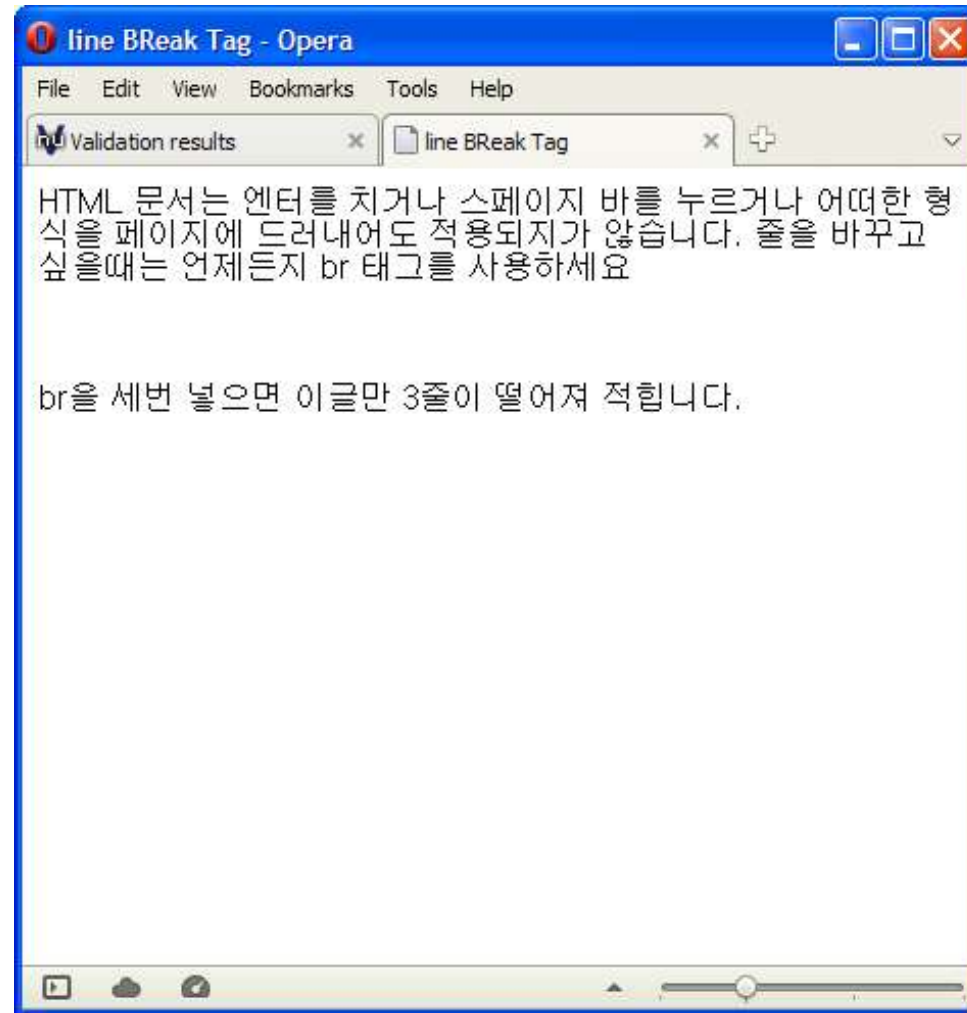 line BReak Tag - Opera
File Edit View Bookmarks Tools Help
Validation results line BReak Tag
HTML 문서는 엔터를 치거나 스페이지 바를 누르거나 어떠한 형
식을 페이지에 드러내어도 적용되지가 않습니다. 줄을 바꾸고
싶을때는 언제든지 br 태그를 사용하세요
br을 세번 넣으면 이글만 3줄이 떨어져 적힙니다.